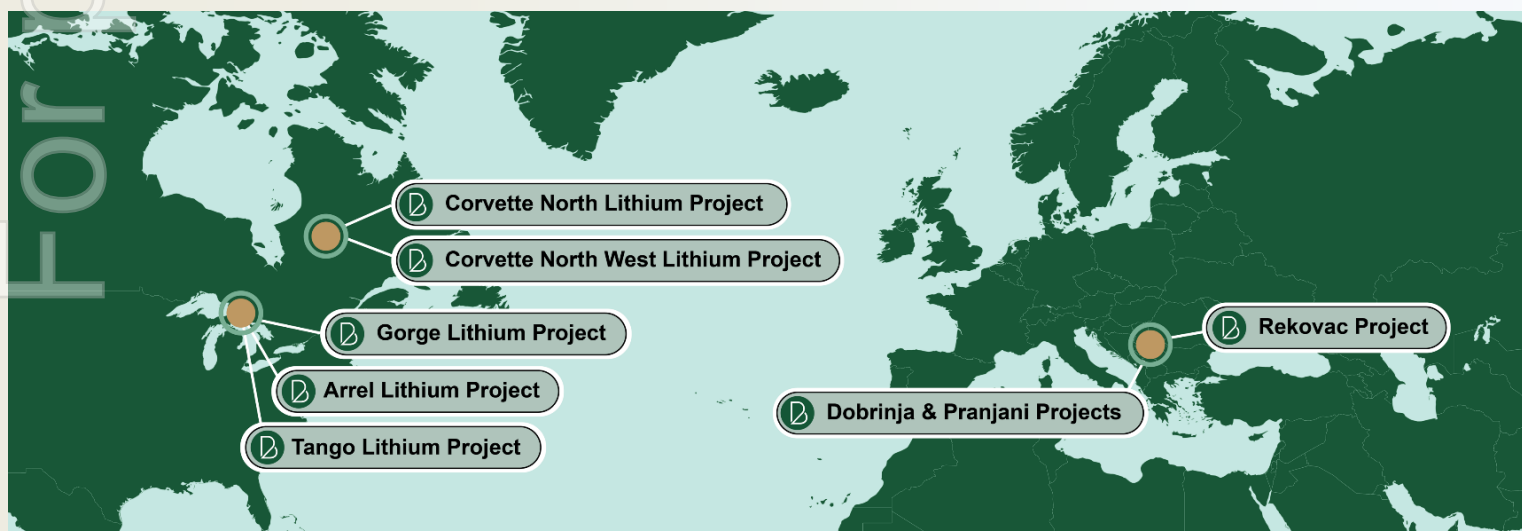 For p
Corvette North Lithium Project
Corvette North West Lithium Project
Gorge Lithium Project
Arrel Lithium Project
Tango Lithium Project
Rekovac Project
Dobrinja & Pranjani Projects